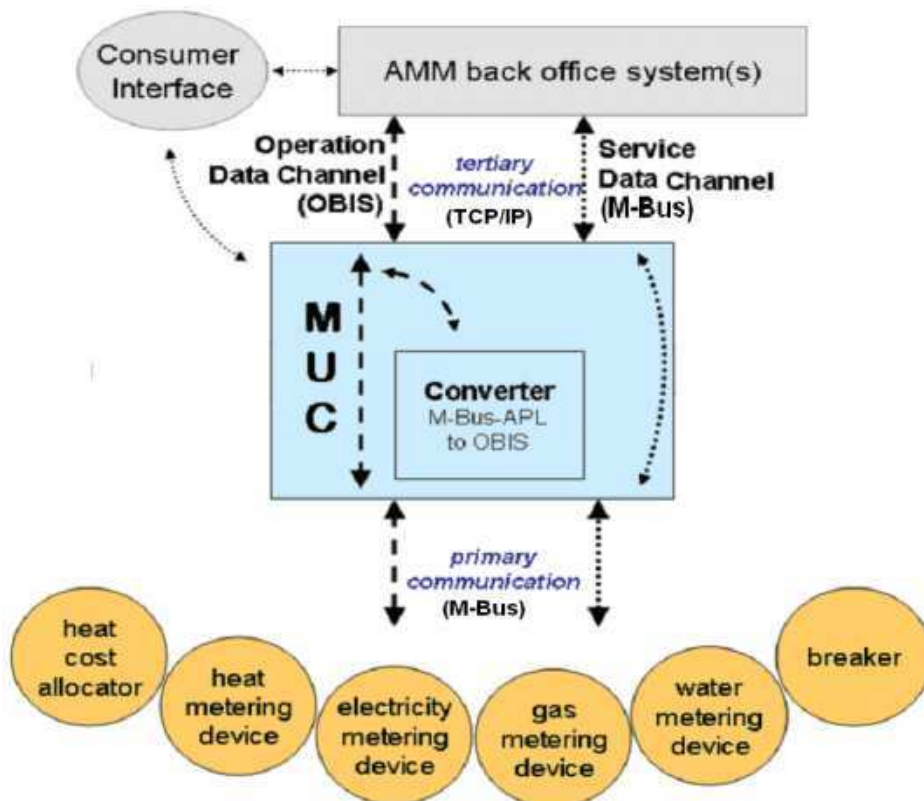 Consumer
Interface
AMM back office system(s)
Operation
Data Channel
(OBIS)
tertiary
communication
(TCP/IP)
Service
Data Channel
(M-Bus)
M
U
C
Converter
M-Bus-APL
to OBIS
primary
communication
(M-Bus)
heat
cost
allocator
heat
metering
device
electricity
metering
device
gas
metering
device
water
metering
device
breaker